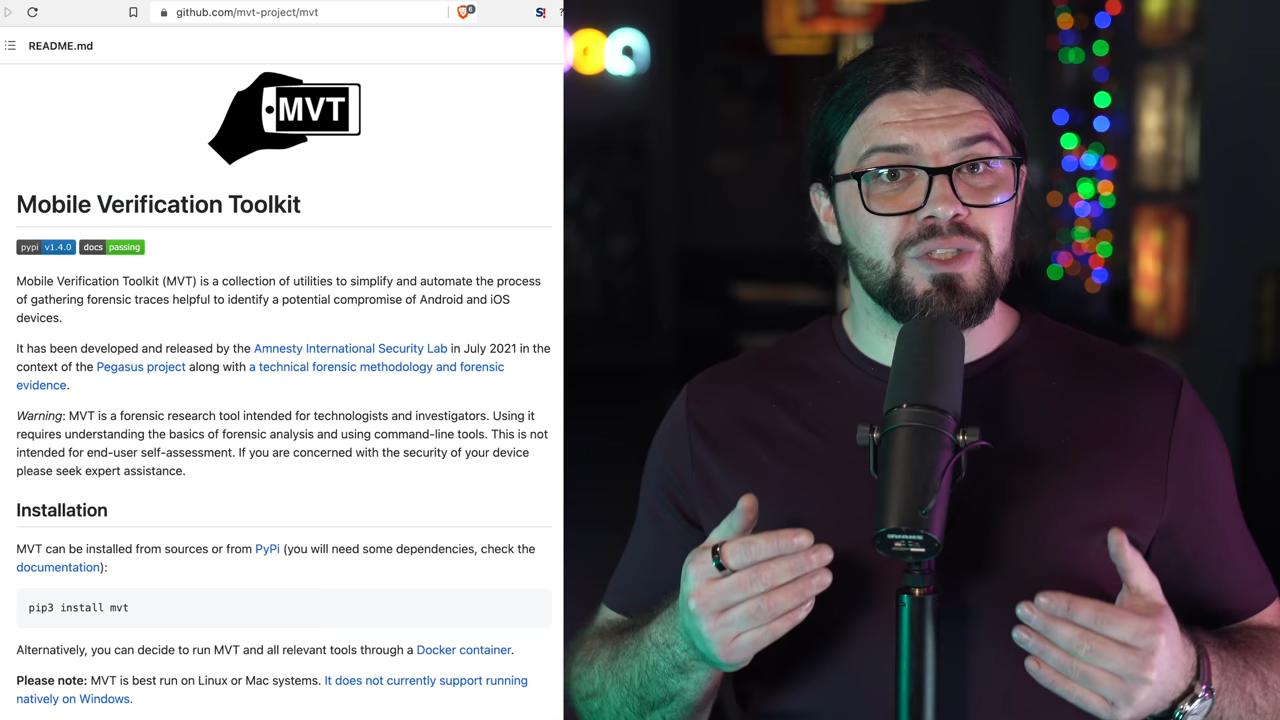 github.com/mvt-project/mvt
6
S!
?
README.md
MVT
Mobile Verification Toolkit
pypi v1.4.0 docs passing
Mobile Verification Toolkit (MVT) is a collection of utilities to simplify and automate the process
of gathering forensic traces helpful to identify a potential compromise of Android and iOS
devices.
It has been developed and released by the Amnesty International Security Lab in July 2021 in the
context of the Pegasus project along with a technical forensic methodology and forensic
evidence.
Warning: MVT is a forensic research tool intended for technologists and investigators. Using it
requires understanding the basics of forensic analysis and using command-line tools. This is not
intended for end-user self-assessment. If you are concerned with the security of your device
please seek expert assistance.
Installation
MVT can be installed from sources or from PyPi (you will need some dependencies, check the
documentation):
pip3 install mvt
Alternatively, you can decide to run MVT and all relevant tools through a Docker container.
Please note: MVT is best run on Linux or Mac systems. It does not currently support running
natively on Windows.
SHURE